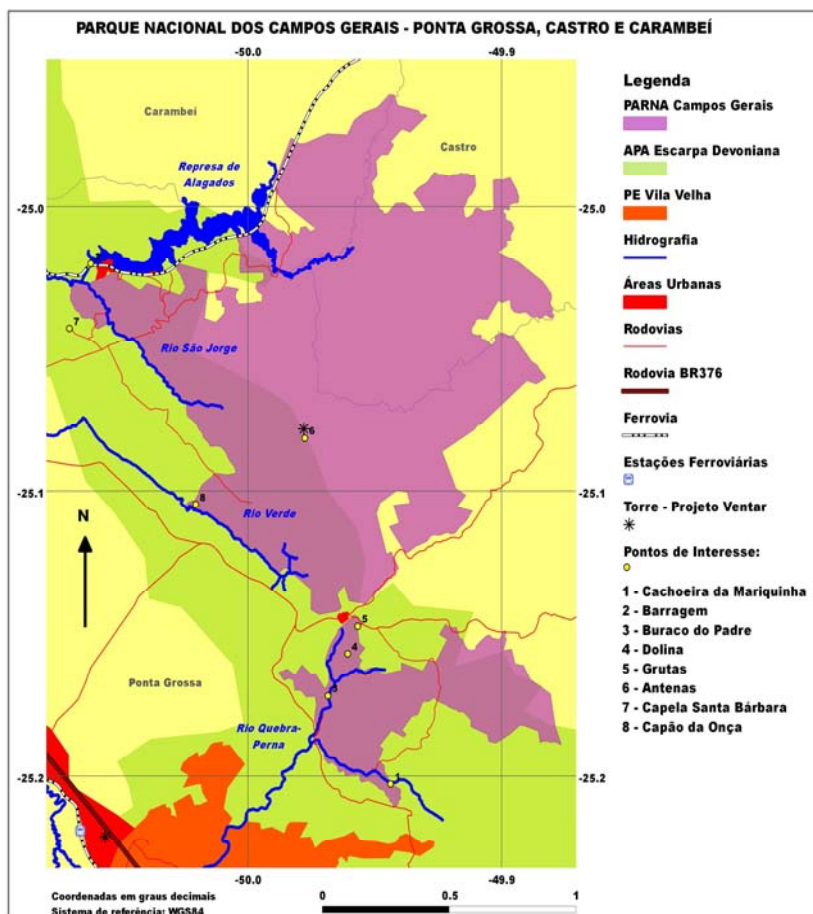 PARQUE NACIONAL DOS CAMPOS GERAIS - PONTA GROSSA, CASTRO E CARAMBEÍ
-50.0
-49.9
Carambeí
Castro
Represa de
Alagados
-25.0
-25.0
7
Rio São Jorge
6
-25.1
-25.1
8
Rio Verde
N
5
4
Ponta Grossa
3
Rio Quebra-
Perna
1
-25.2
-25.2
-50.0
-49.9
Coordenadas em graus decimais
Sistema de referência: WGS84
0
0.5
1
Legenda
PARNA Campos Gerais
APA Escarpa Devoniana
PE Vila Velha
Hidrografia
Áreas Urbanas
Rodovias
Rodovia BR376
Ferrovia
Estações Ferroviárias
Torre - Projeto Ventar
Pontos de Interesse:
1 - Cachoeira da Mariquinha
2 - Barragem
3 - Buraco do Padre
4 - Dolina
5 - Grutas
6 - Antenas
7 - Capela Santa Bárbara
8 - Capão da Onça